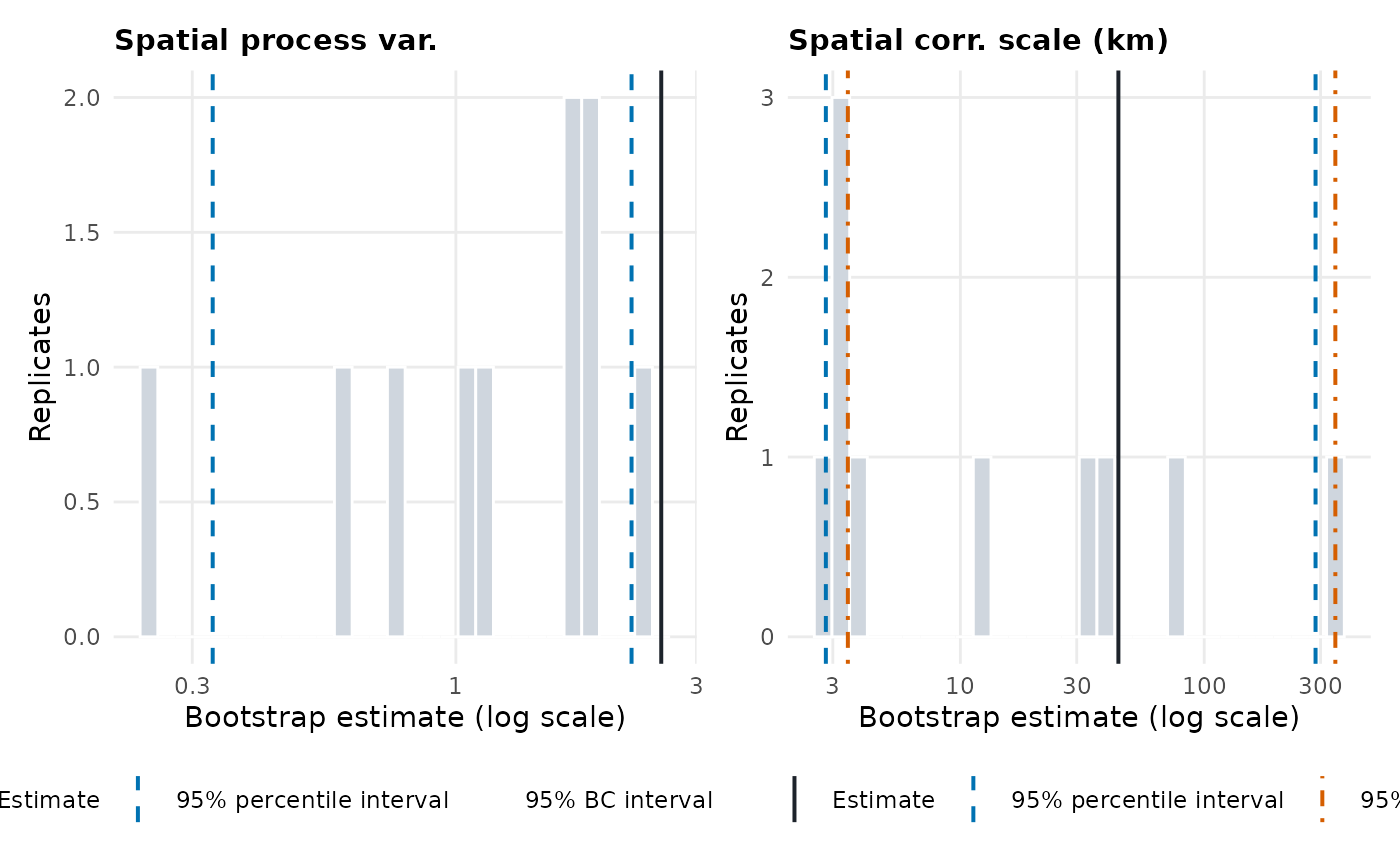 Spatial process var.
2.0
1.5
1.0
0.5
0.0
Replicates
0.3 1 3
Bootstrap estimate (log scale)
Estimate 95% percentile interval 95% BC interval
Spatial corr. scale (km)
3
2
1
0
Replicates
3 10 30 100 300
Bootstrap estimate (log scale)
Estimate 95% percentile interval 95%